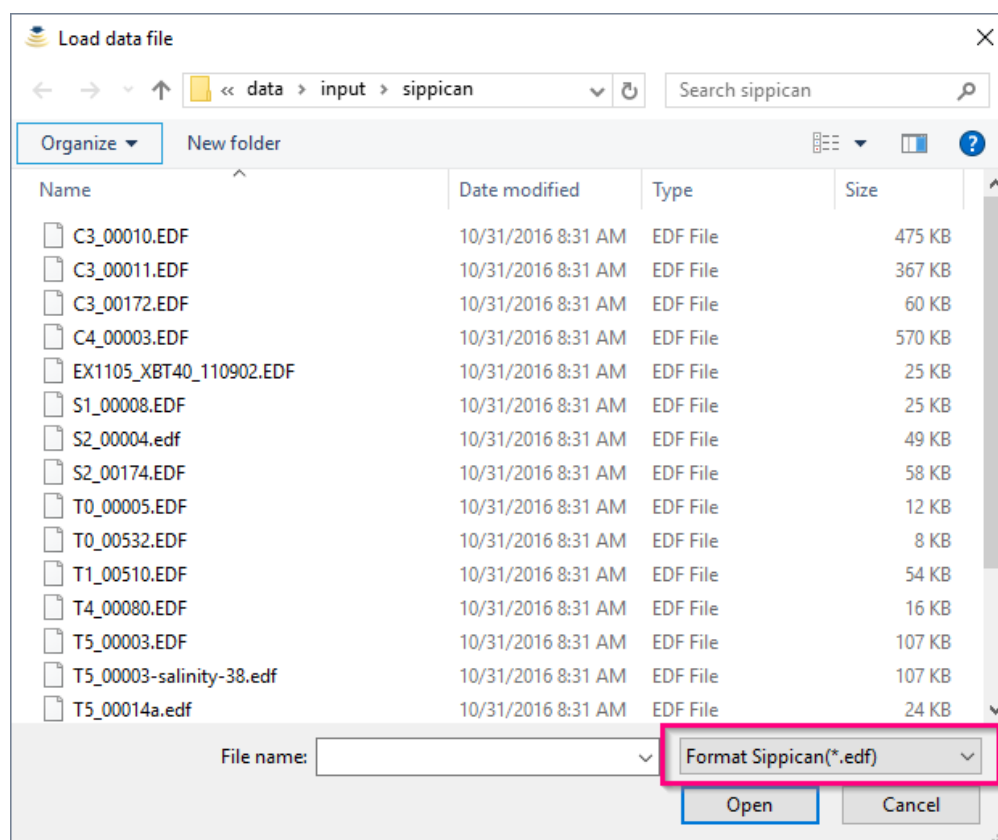 Load data file
« data › input › sippican
Search sippican
Organize
New folder
?
Name Date modified Type Size
C3_00010.EDF 10/31/2016 8:31 AM EDF File 475 KB
C3_00011.EDF 10/31/2016 8:31 AM EDF File 367 KB
C3_00172.EDF 10/31/2016 8:31 AM EDF File 60 KB
C4_00003.EDF 10/31/2016 8:31 AM EDF File 570 KB
EX1105_XBT40_110902.EDF 10/31/2016 8:31 AM EDF File 25 KB
S1_00008.EDF 10/31/2016 8:31 AM EDF File 25 KB
S2_00004.edf 10/31/2016 8:31 AM EDF File 49 KB
S2_00174.EDF 10/31/2016 8:31 AM EDF File 58 KB
T0_00005.EDF 10/31/2016 8:31 AM EDF File 12 KB
T0_00532.EDF 10/31/2016 8:31 AM EDF File 8 KB
T1_00510.EDF 10/31/2016 8:31 AM EDF File 54 KB
T4_00080.EDF 10/31/2016 8:31 AM EDF File 16 KB
T5_00003.EDF 10/31/2016 8:31 AM EDF File 107 KB
T5_00003-salinity-38.edf 10/31/2016 8:31 AM EDF File 107 KB
T5_00014a.edf 10/31/2016 8:31 AM EDF File 24 KB
File name:
Format Sippican(*.edf)
Open
Cancel